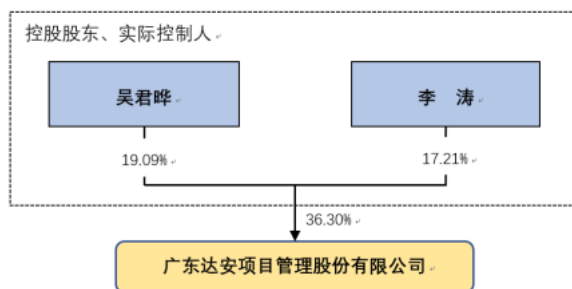 控股股东、实际控制人
吴君晔
李 涛
19.09%
17.21%
36.30%
广东达安项目管理股份有限公司